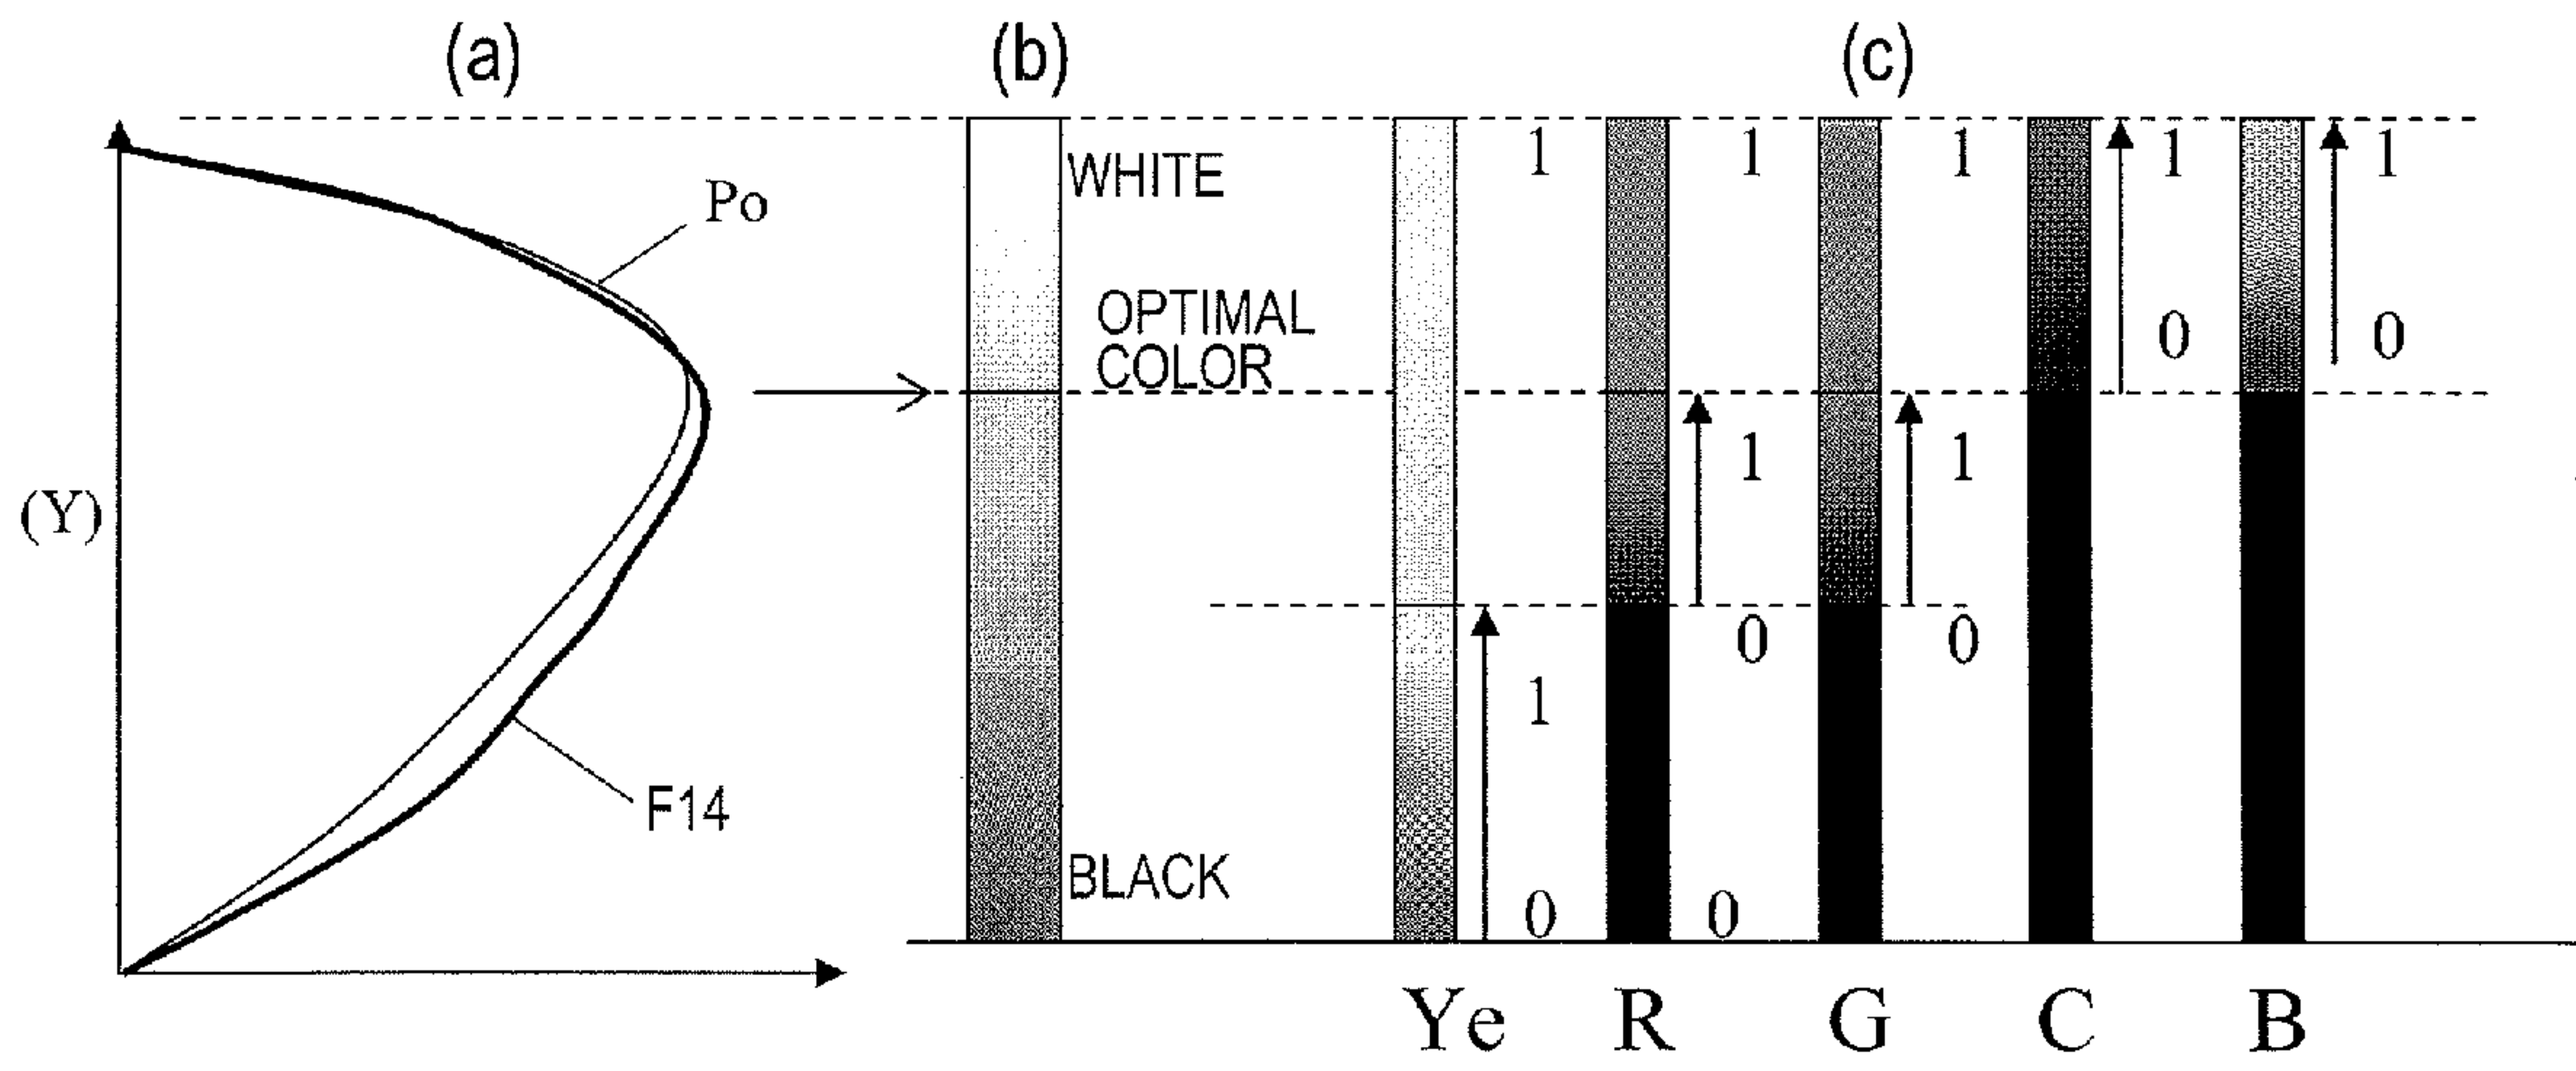 (a) (b) (c)
WHITE 1 1 1 1 1
Po
OPTIMAL
COLOR 0 0
1 1
(Y)
0 0
1
F14
BLACK
0 0
Ye R G C B